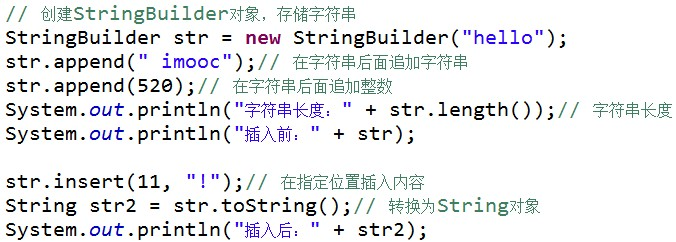 // 创建StringBuilder对象，存储字符串
StringBuilder str = new StringBuilder("hello");
str.append(" imooc");// 在字符串后面追加字符串
str.append(520);// 在字符串后面追加整数
System.out.println("字符串长度：" + str.length());// 字符串长度
System.out.println("插入前：" + str);
str.insert(11, "!");// 在指定位置插入内容
String str2 = str.toString();// 转换为String对象
System.out.println("插入后：" + str2);